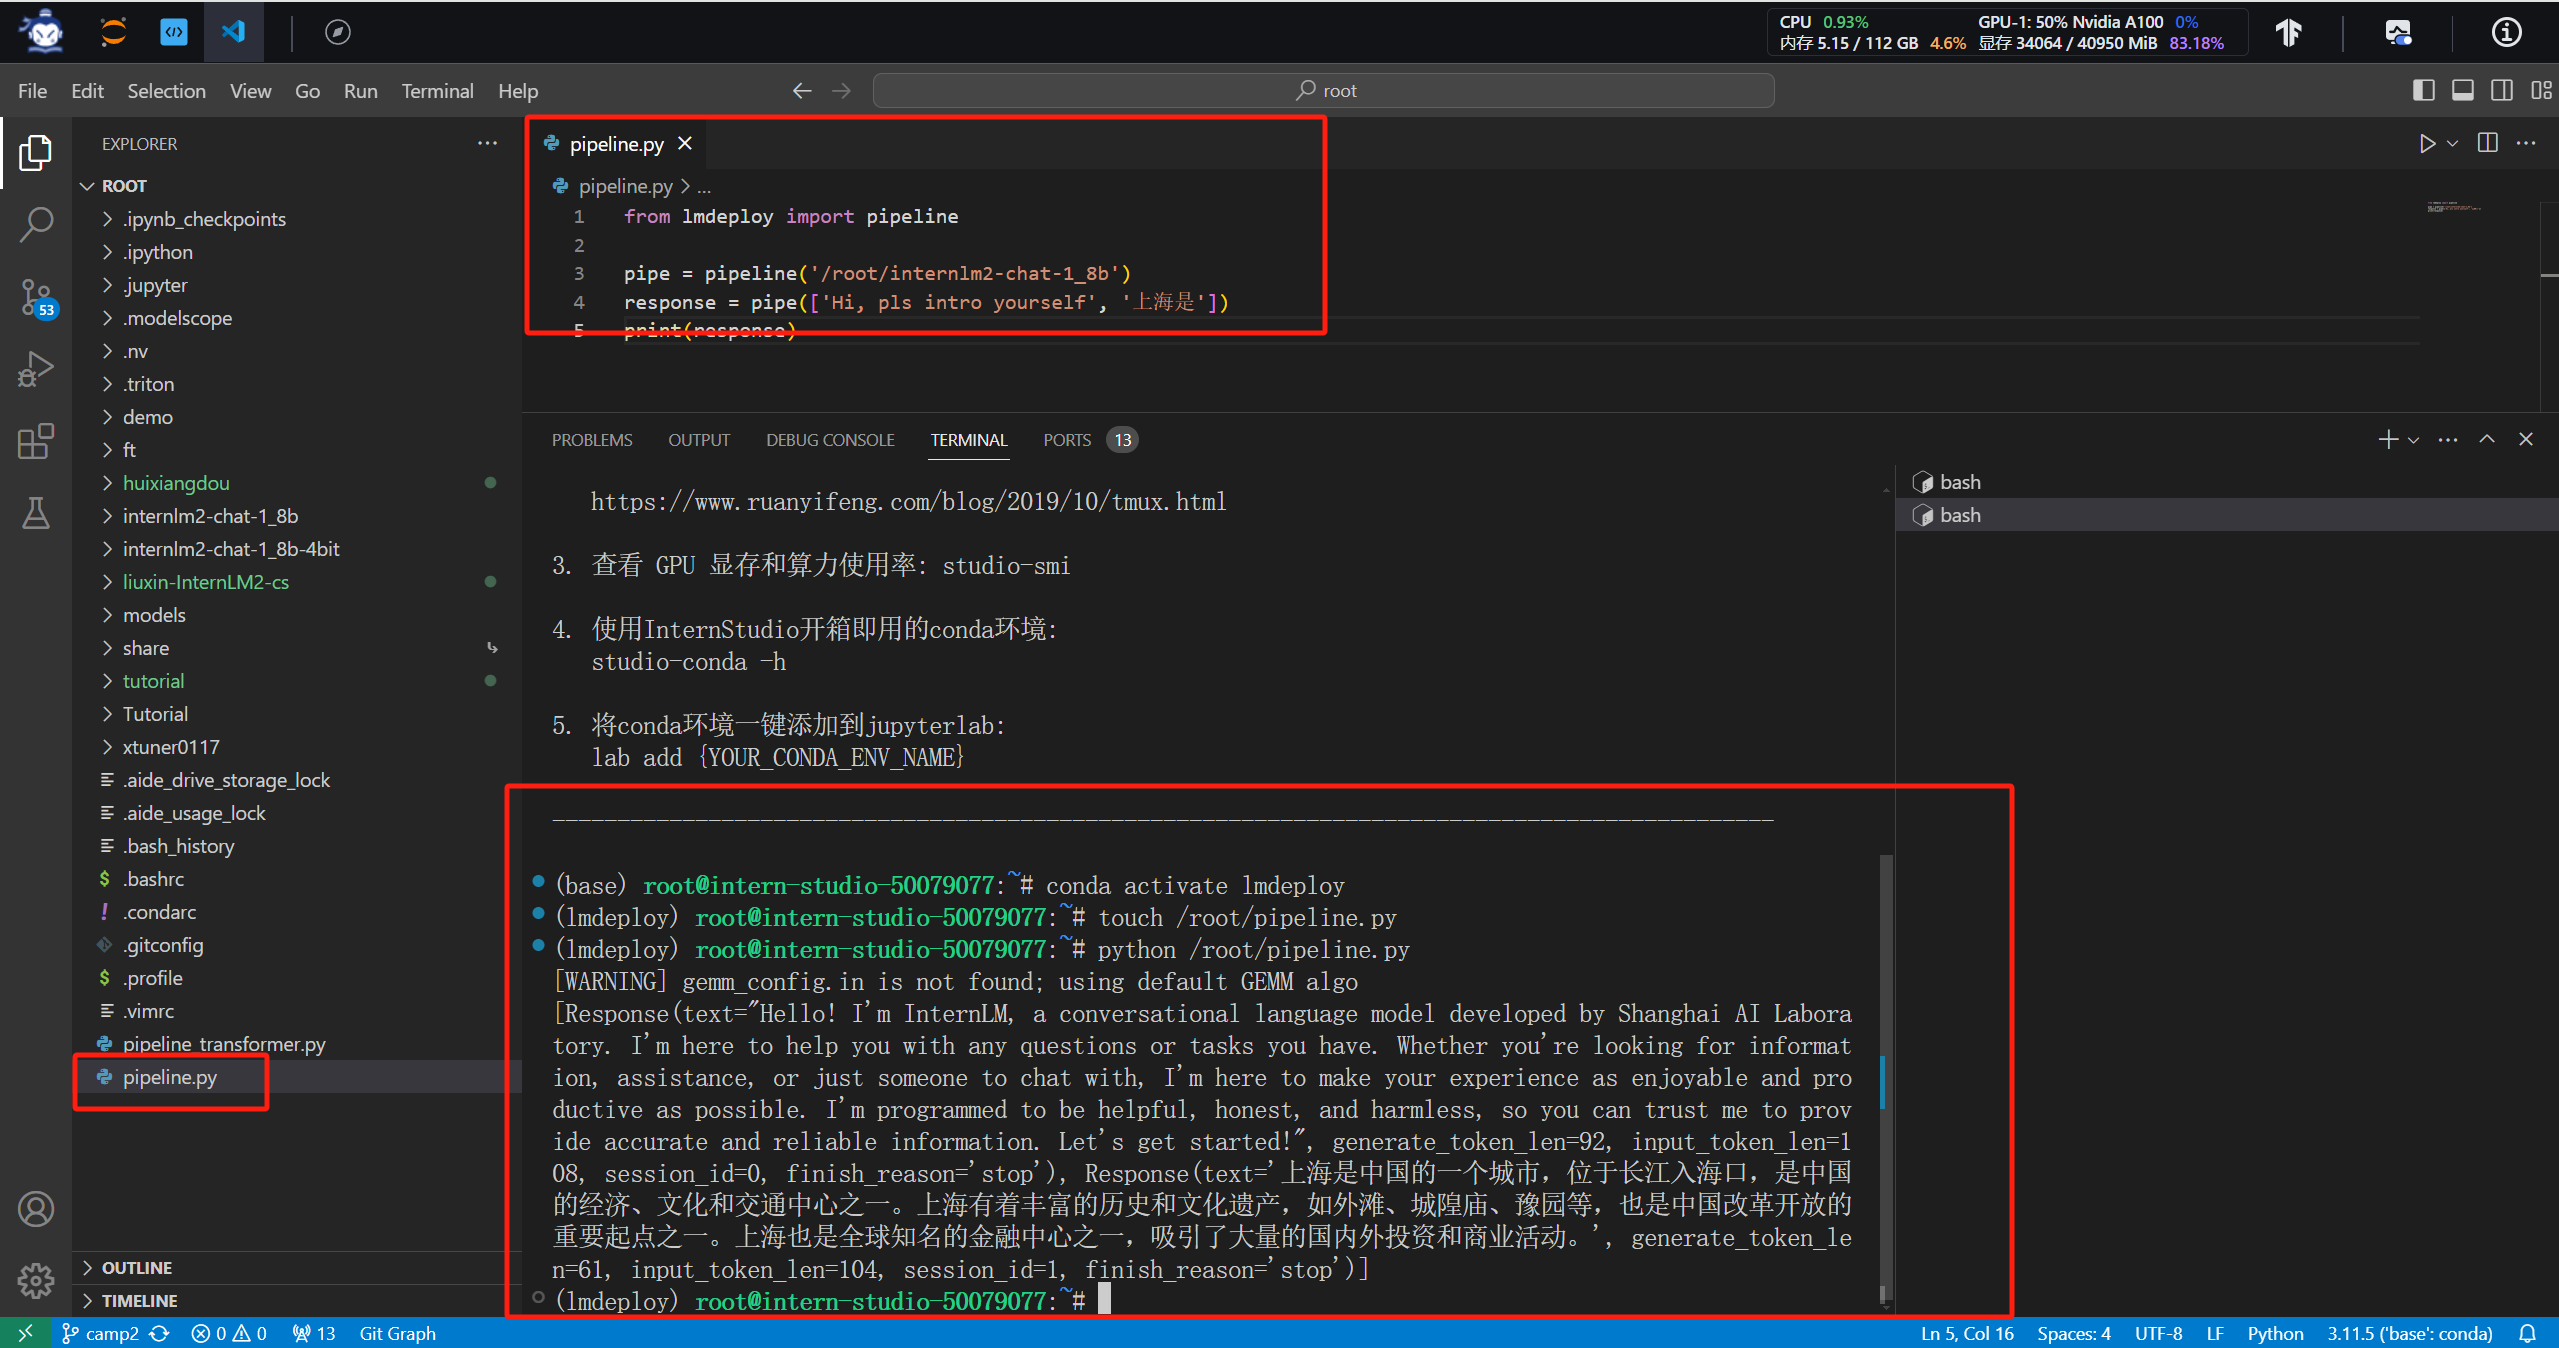 CPU 0.93% GPU-1: 50% Nvidia A100 0%
内存 5.15 / 112 GB 4.6% 显存 34064 / 40950 MiB 83.18%
File Edit Selection View Go Run Terminal Help
root
EXPLORER
ROOT
.ipynb_checkpoints
.ipython
.jupyter
.modelscope
.nv
.triton
demo
ft
huixiangdou
internlm2-chat-1_8b
internlm2-chat-1_8b-4bit
liuxin-InternLM2-cs
models
share
tutorial
Tutorial
xtuner0117
.aide_drive_storage_lock
.aide_usage_lock
.bash_history
.bashrc
.condarc
.gitconfig
.profile
.vimrc
pipeline_transformer.py
pipeline.py
OUTLINE
TIMELINE
53
pipeline.py
pipeline.py > ...
1 from lmdeploy import pipeline
2
3 pipe = pipeline('/root/internlm2-chat-1_8b')
4 response = pipe(['Hi, pls intro yourself', '上海是'])
5 print(response)
PROBLEMS OUTPUT DEBUG CONSOLE TERMINAL PORTS 13
bash
bash
https://www.ruanyifeng.com/blog/2019/10/tmux.html
3. 查看 GPU 显存和算力使用率: studio-smi
4. 使用InternStudio开箱即用的conda环境:
studio-conda -h
5. 将conda环境一键添加到jupyterlab:
lab add {YOUR_CONDA_ENV_NAME}
(base) root@intern-studio-50079077:~# conda activate lmdeploy
(lmdeploy) root@intern-studio-50079077:~# touch /root/pipeline.py
(lmdeploy) root@intern-studio-50079077:~# python /root/pipeline.py
[WARNING] gemm_config.in is not found; using default GEMM algo
[Response(text="Hello! I'm InternLM, a conversational language model developed by Shanghai AI Labora
tory. I'm here to help you with any questions or tasks you have. Whether you're looking for informat
ion, assistance, or just someone to chat with, I'm here to make your experience as enjoyable and pro
ductive as possible. I'm programmed to be helpful, honest, and harmless, so you can trust me to prov
ide accurate and reliable information. Let's get started!", generate_token_len=92, input_token_len=1
08, session_id=0, finish_reason='stop'), Response(text='上海是中国的一个城市，位于长江入海口，是中国
的经济、文化和交通中心之一。上海有着丰富的历史和文化遗产，如外滩、城隍庙、豫园等，也是中国改革开放的
重要起点之一。上海也是全球知名的金融中心之一，吸引了大量的国内外投资和商业活动。', generate_token_le
n=61, input_token_len=104, session_id=1, finish_reason='stop')]
(lmdeploy) root@intern-studio-50079077:~#
camp2 0 0 13 Git Graph Ln 5, Col 16 Spaces: 4 UTF-8 LF Python 3.11.5 ('base': conda)